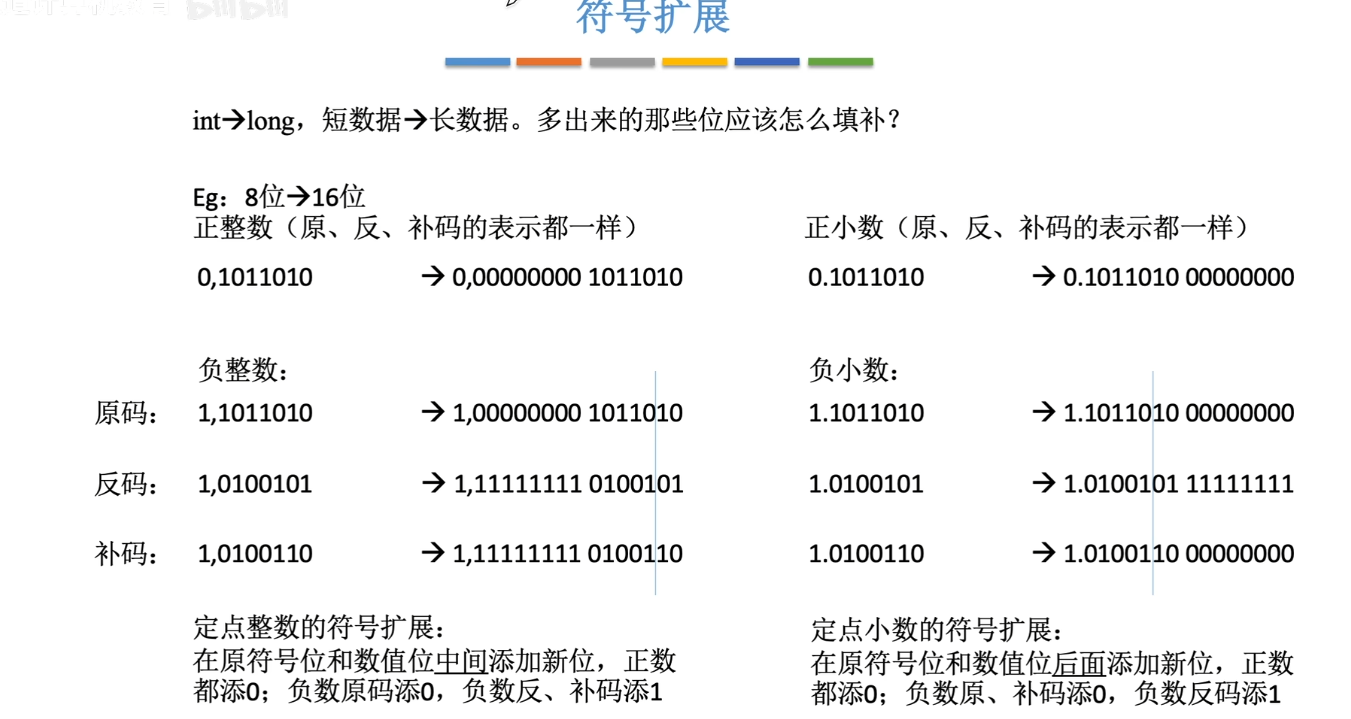 符号扩展
int→long，短数据→长数据。多出来的那些位应该怎么填补？
Eg：8位→16位
正整数（原、反、补码的表示都一样）
0,1011010 → 0,00000000 1011010
正小数（原、反、补码的表示都一样）
0.1011010 → 0.1011010 00000000
负整数：
原码： 1,1011010 → 1,00000000 1011010
反码： 1,0100101 → 1,11111111 0100101
补码： 1,0100110 → 1,11111111 0100110
负小数：
1.1011010 → 1.1011010 00000000
1.0100101 → 1.0100101 11111111
1.0100110 → 1.0100110 00000000
定点整数的符号扩展：
在原符号位和数值位中间添加新位，正数
都添0；负数原码添0，负数反、补码添1
定点小数的符号扩展：
在原符号位和数值位后面添加新位，正数
都添0；负数原、补码添0，负数反码添1